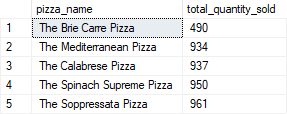 pizza_name total_quantity_sold
1 The Brie Carre Pizza 490
2 The Mediterranean Pizza 934
3 The Calabrese Pizza 937
4 The Spinach Supreme Pizza 950
5 The Soppressata Pizza 961